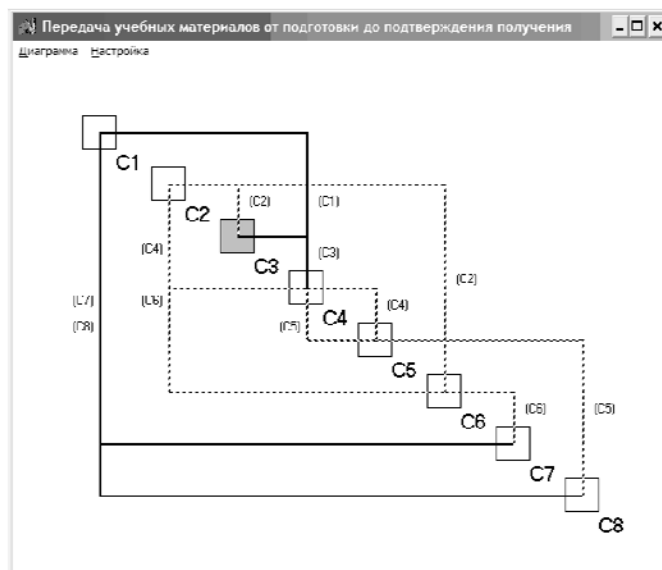 Передача учебных материалов от подготовки до подтверждения получения
Диаграмма Настройка
C1
C2
(C2)
(C1)
(C4)
C3
(C3)
(C2)
(C7)
(C6)
(C8)
C4
(C4)
(C5)
C5
C6
(C6)
(C5)
C7
C8